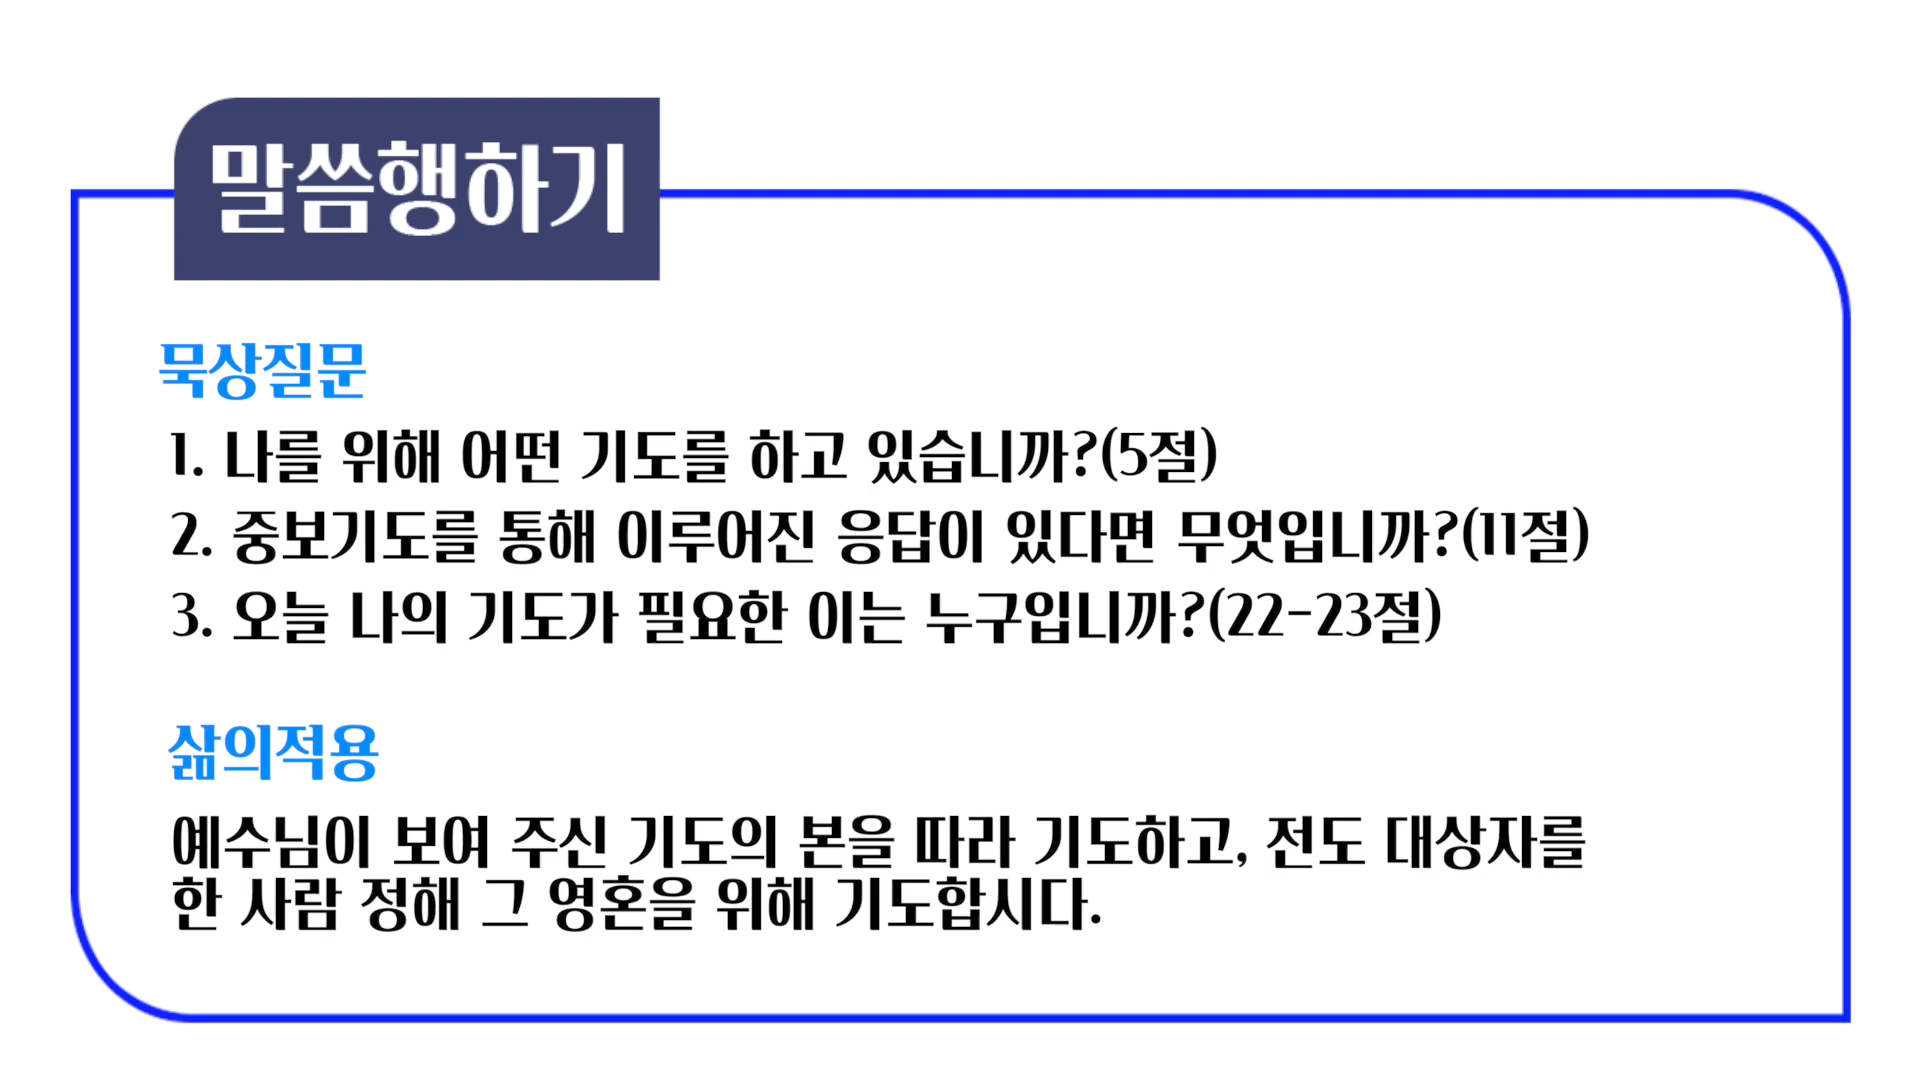 말씀행하기
묵상질문
1. 나를 위해 어떤 기도를 하고 있습니까?(5절)
2. 중보기도를 통해 이루어진 응답이 있다면 무엇입니까?(11절)
3. 오늘 나의 기도가 필요한 이는 누구입니까?(22-23절)
삶의적용
예수님이 보여 주신 기도의 본을 따라 기도하고, 전도 대상자를
한 사람 정해 그 영혼을 위해 기도합시다.